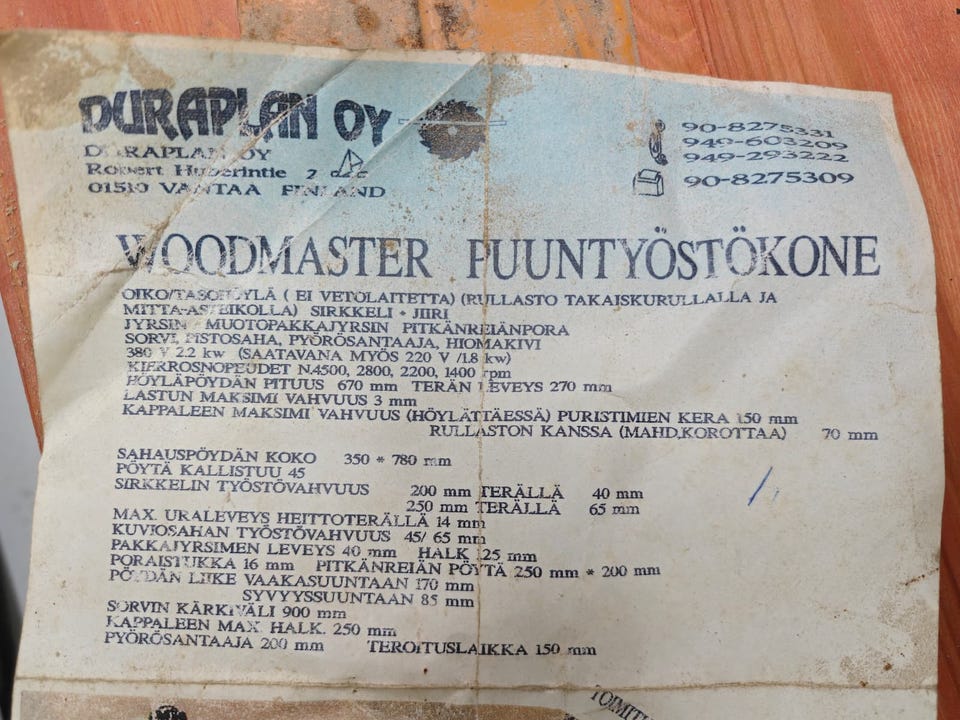 DURAPLAN OY
DURAPLAN OY
Robert Huberintie 2
01510 VANTAA FINLAND
90-8275331
940-603209
949-293222
90-8275309
WOODMASTER PUUNTYÖSTÖKONE
OIKO/TASOHÖYLÄ ( EI VETOLAITETTA) (RULLASTO TAKAISKURULLALLA JA
MITTA-ASTEIKOLLA) SIRKKELI + JIIRI
JYRSIN MUOTOPAKKAJYRSIN PITKÄNREIÄNPORA
SORVI, PISTOSAHA, PYÖRÖSANTAAJA, HIOMAKIVI
380 V 2.2 kw (SAATAVANA MYÖS 220 V /1.8 kw)
KIERROSNOPEUDET N.4500, 2800, 2200, 1400 rpm
HÖYLÄPÖYDÄN PITUUS 670 mm TERÄN LEVEYS 270 mm
LASTUN MAKSIMI VAHVUUS 3 mm
KAPPALEEN MAKSIMI VAHVUUS (HÖYLÄTTÄESSÄ) PURISTIMIEN KERA 150 mm
RULLASTON KANSSA (MAHD,KOROTTAA) 70 mm
SAHAUSPÖYDÄN KOKO 350 * 780 mm
PÖYTÄ KALLISTUU 45
SIRKKELIN TYÖSTÖVAHVUUS 200 mm TERÄLLÄ 40 mm
250 mm TERÄLLÄ 65 mm
MAX. URALEVEYS HEITTOTERÄLLÄ 14 mm
KUVIOSAHAN TYÖSTÖVAHVUUS 45/ 65 mm
PAKKAJYRSIMEN LEVEYS 40 mm HALK 125 mm
PORAISTUKKA 16 mm PITKÄNREIÄN PÖYTÄ 250 mm * 200 mm
PÖYDÄN LIIKE VAAKASUUNTAAN 170 mm
SYVYYSSUUNTAAN 85 mm
SORVIN KÄRKIVÄLI 900 mm
KAPPALEEN MAX. HALK. 250 mm
PYÖRÖSANTAAJA 200 mm TEROITUSLAIKKA 150 mm